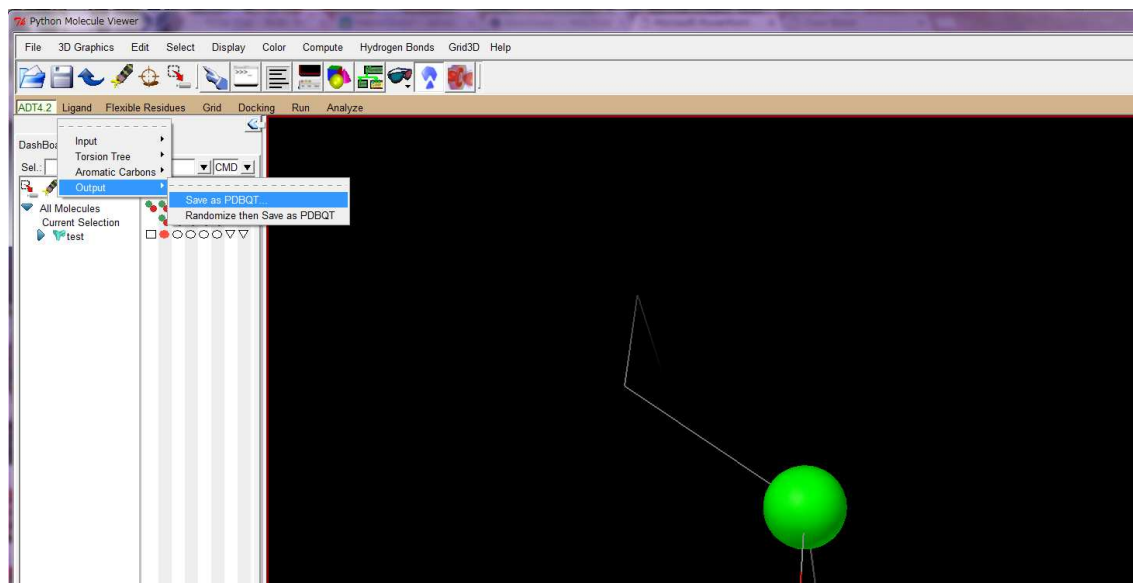 Python Molecule Viewer
File 3D Graphics Edit Select Display Color Compute Hydrogen Bonds Grid3D Help
ADT4.2 Ligand Flexible Residues Grid Docking Run Analyze
Input
DashBoa
Torsion Tree
Sel.: Aromatic Carbons CMD
Output
Save as PDBQT...
All Molecules
Randomize then Save as PDBQT
Current Selection
test